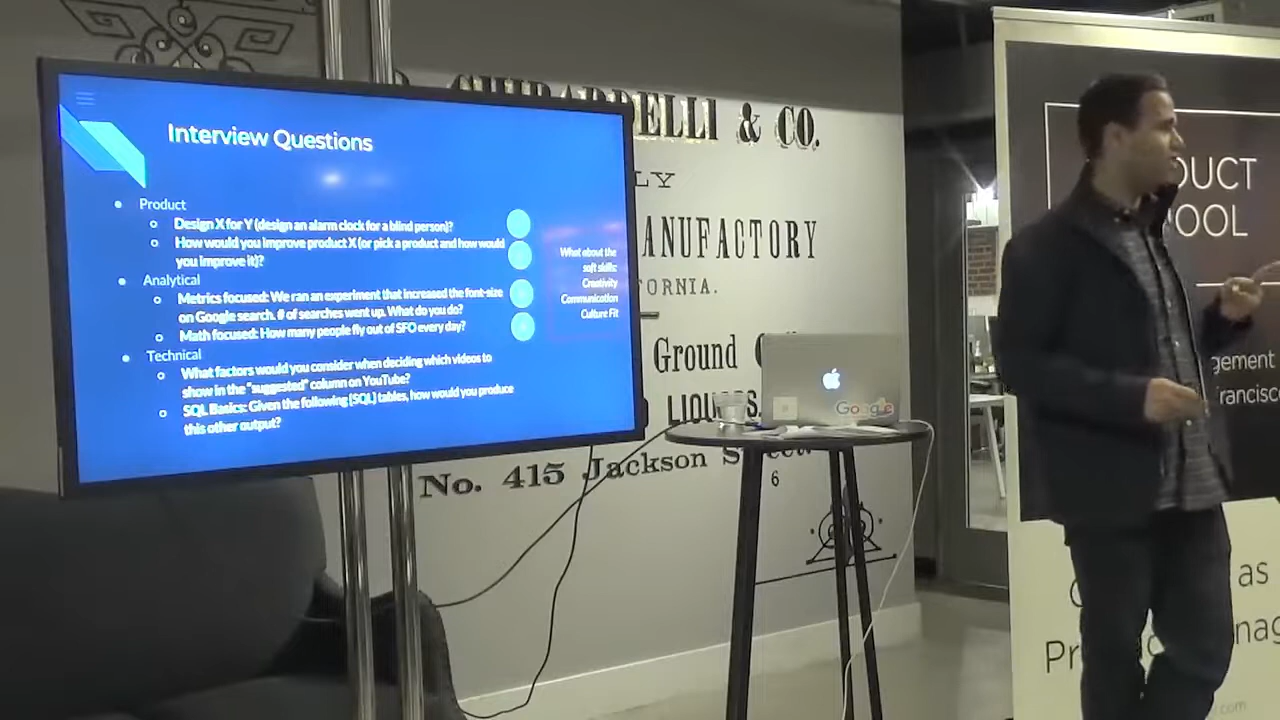 Interview Questions
Product
Design X for Y (design an alarm clock for a blind person)?
How would you improve product X (or pick a product and how would
you improve it)?
Analytical
Metrics focused: We ran an experiment that increased the font-size
on Google search. # of searches went up. What do you do?
Math focused: How many people fly out of SFO every day?
Technical
What factors would you consider when deciding which videos to
show in the "suggested" column on YouTube?
SQL Basics: Given the following [SQL] tables, how would you produce
this other output?
What about the
soft skills:
Creativity
Communication
Culture Fit
& CO.
LY
ANUFACTORY
ORNIA.
Ground
No. 415 Jackson
6
Google
DUCT
OOL
gement
rancisco
as
Pr
nag
.com